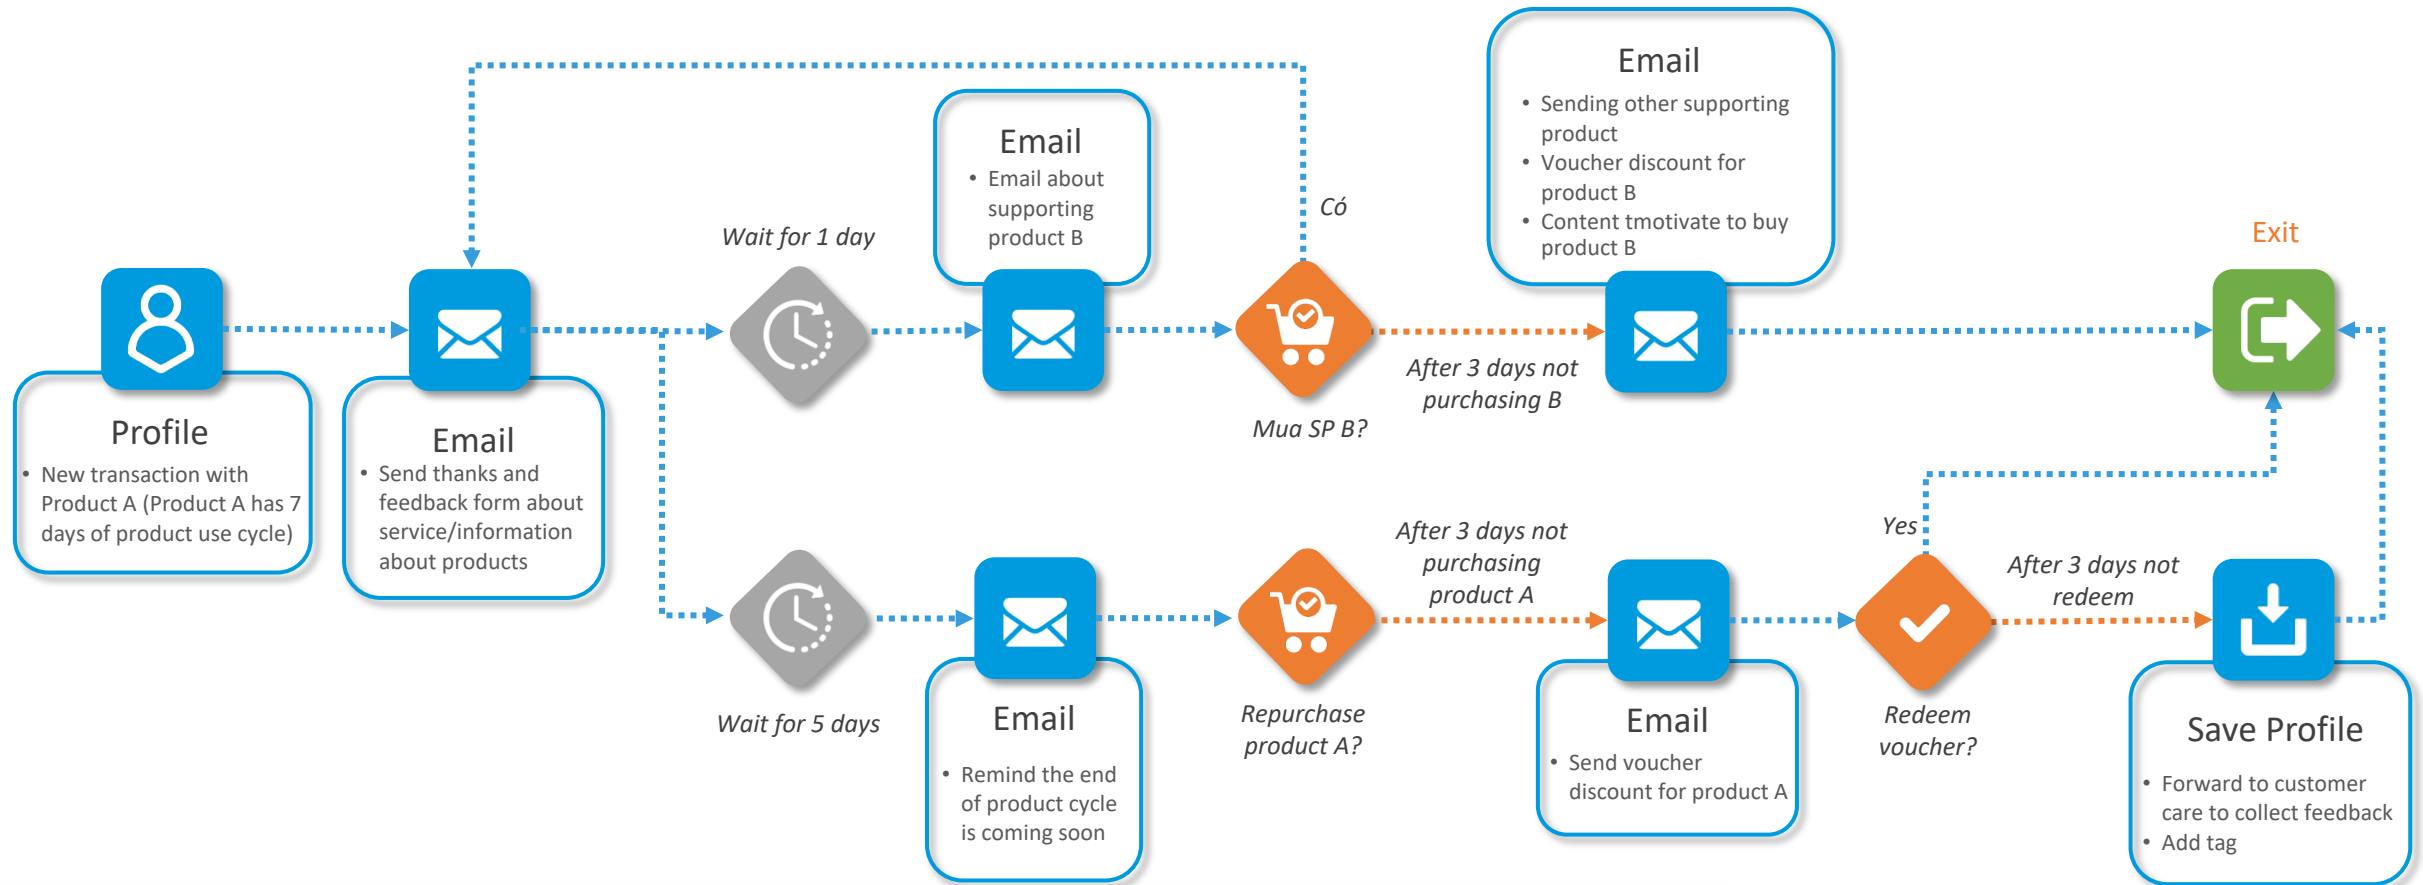 Profile
• New transaction with
Product A (Product A has 7
days of product use cycle)
Email
• Send thanks and
feedback form about
service/information
about products
Wait for 1 day
Email
• Email about
supporting
product B
Có
Mua SP B?
After 3 days not
purchasing B
Email
• Sending other supporting
product
• Voucher discount for
product B
• Content tmotivate to buy
product B
Exit
Wait for 5 days
Email
• Remind the end
of product cycle
is coming soon
Repurchase
product A?
After 3 days not
purchasing
product A
Email
• Send voucher
discount for product A
Yes
Redeem
voucher?
After 3 days not
redeem
Save Profile
• Forward to customer
care to collect feedback
• Add tag